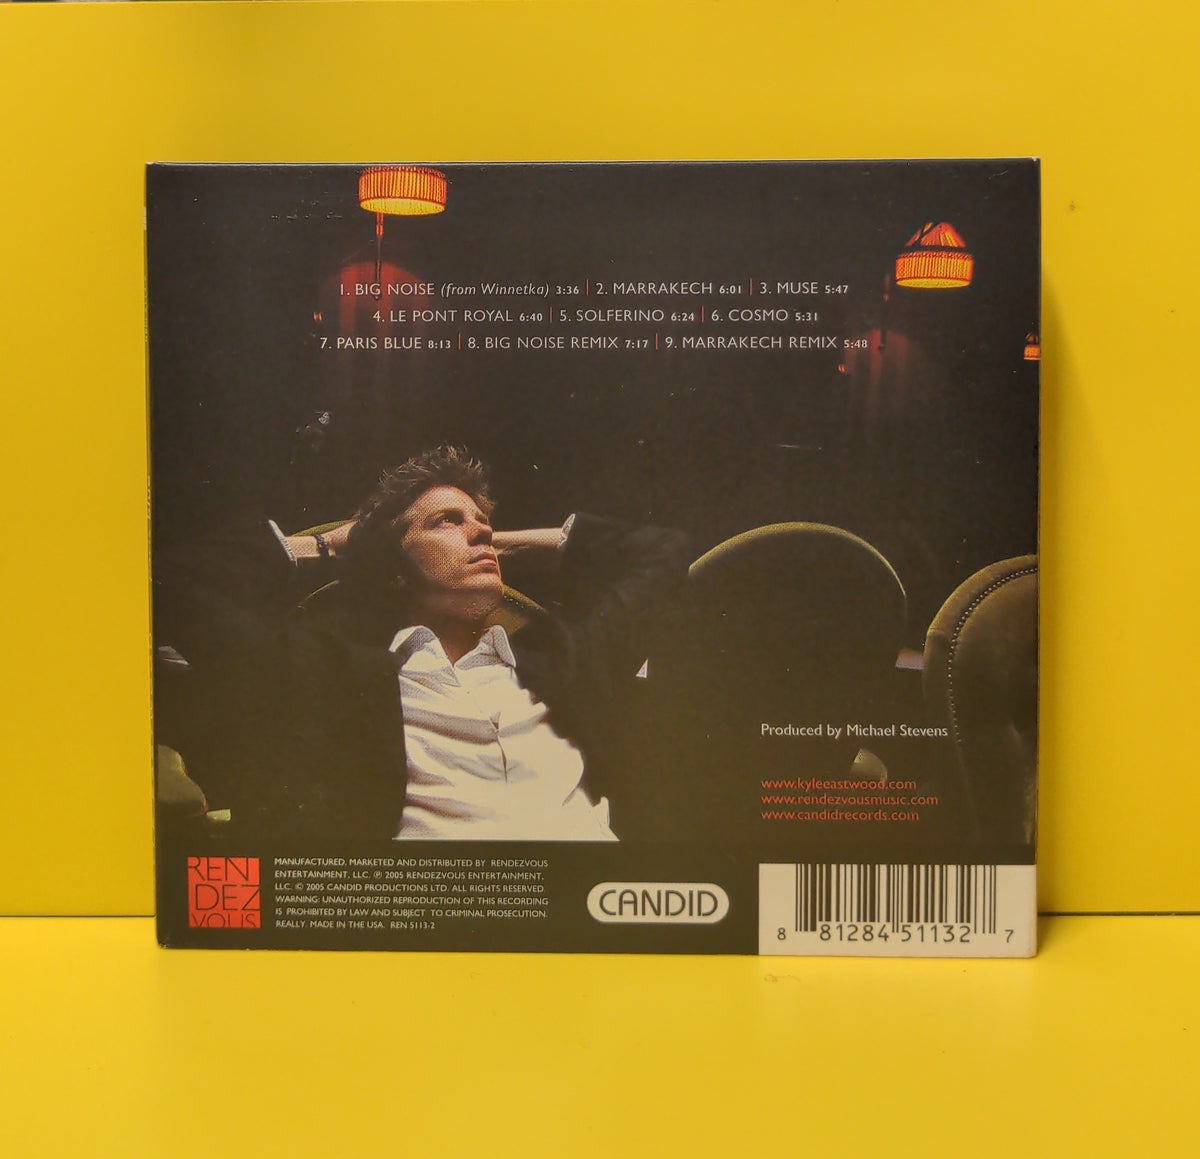 1. BIG NOISE (from Winnetka) 3:36 | 2. MARRAKECH 6:01 | 3. MUSE 5:47
4. LE PONT ROYAL 6:40 | 5. SOLFERINO 6:24 | 6. COSMO 5:31
7. PARIS BLUE 8:13 | 8. BIG NOISE REMIX 7:17 | 9. MARRAKECH REMIX 5:48
Produced by Michael Stevens
www.kyleeastwood.com
www.rendezvousmusic.com
www.candidrecords.com
REN
DEZ
VOUS
MANUFACTURED, MARKETED AND DISTRIBUTED BY RENDEZVOUS
ENTERTAINMENT, LLC. ℗ 2005 RENDEZVOUS ENTERTAINMENT,
LLC. © 2005 CANDID PRODUCTIONS LTD. ALL RIGHTS RESERVED.
WARNING: UNAUTHORIZED REPRODUCTION OF THIS RECORDING
IS PROHIBITED BY LAW AND SUBJECT TO CRIMINAL PROSECUTION.
REALLY. MADE IN THE USA. REN 5113-2
CANDID
8 81284 51132 7